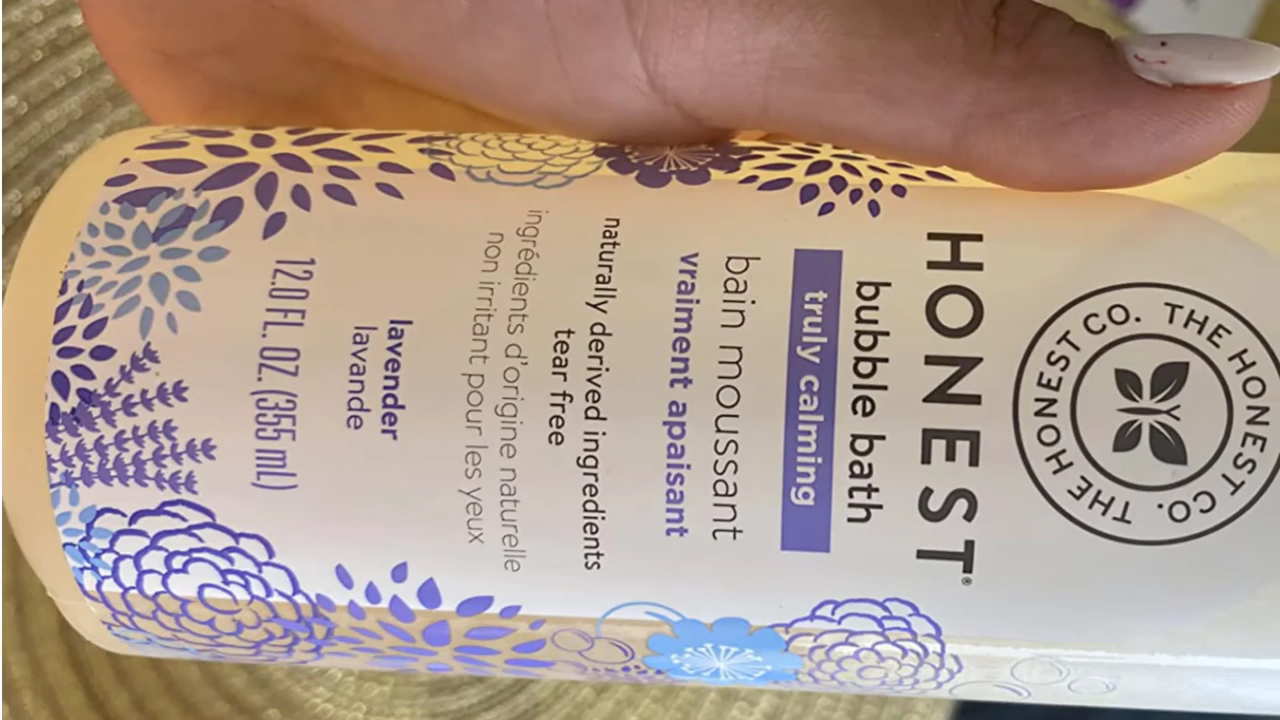 THE HONEST CO. THE HONEST CO.
HONEST®
bubble bath
truly calming
bain moussant
vraiment apaisant
naturally derived ingredients
tear free
ingrédients d'origine naturelle
non irritant pour les yeux
lavender
lavande
12.0 FL. OZ. (355 mL)